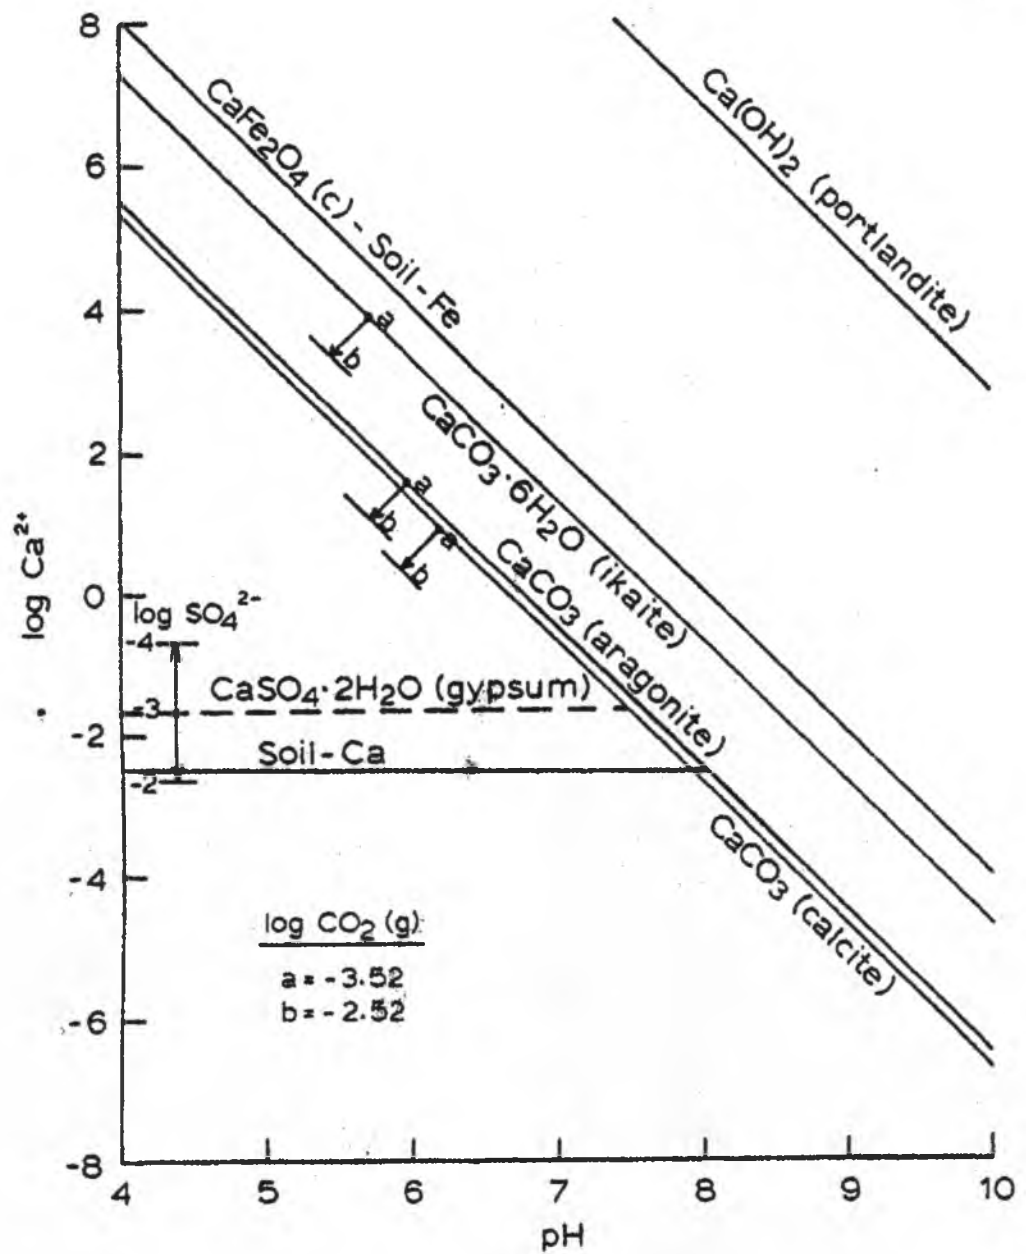 8
6
4
2
0
-2
-4
-6
-8
log Ca²⁺
4
5
6
7
8
9
10
pH
CaFe₂O₄ (c) - Soil - Fe
Ca(OH)₂ (portlandite)
CaCO₃·6H₂O (ikaite)
CaCO₃ (aragonite)
CaCO₃ (calcite)
a
b
a
b
a
b
log SO₄²⁻
-4
-3
-2
CaSO₄·2H₂O (gypsum)
Soil-Ca
log CO₂ (g)
a = -3.52
b = -2.52